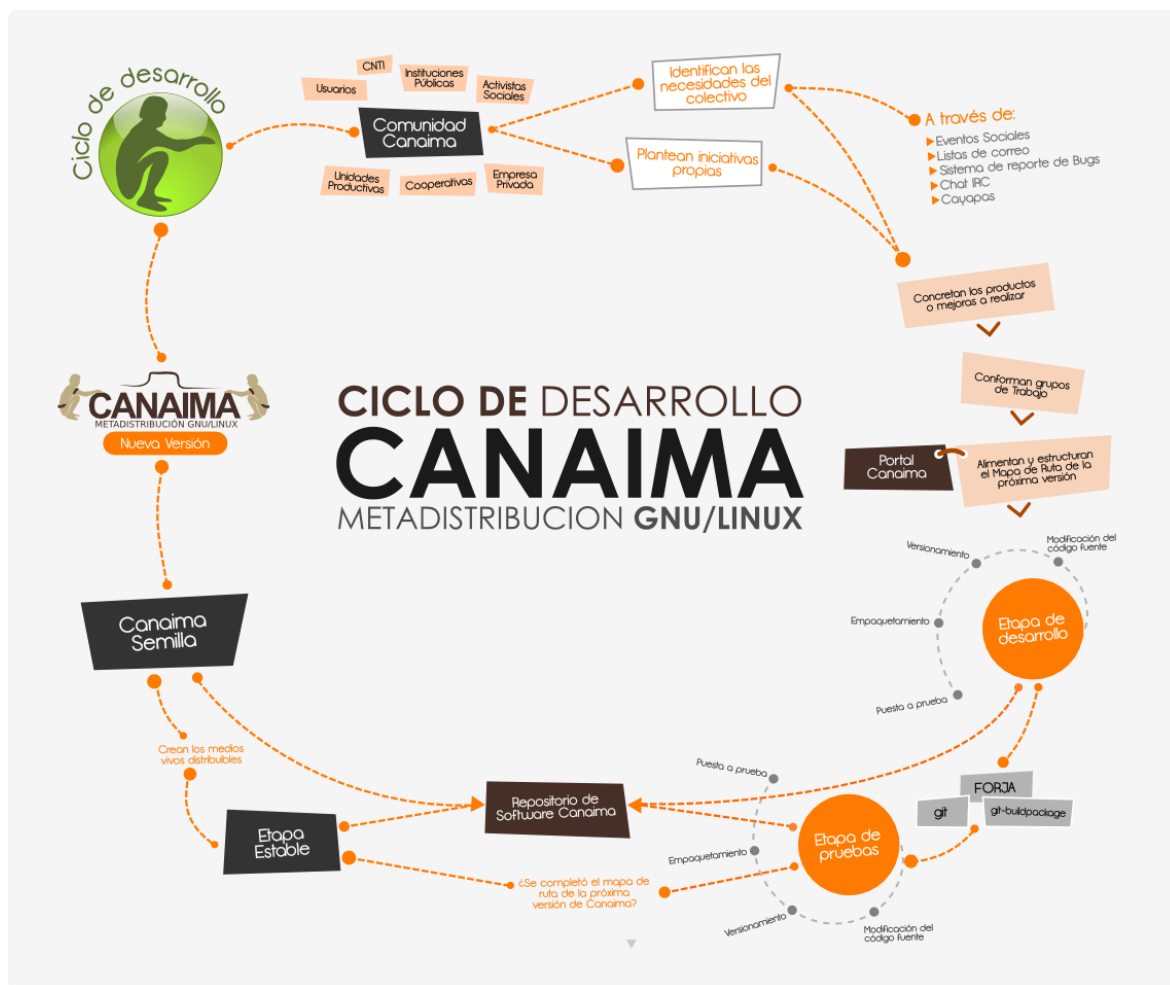 Ciclo de desarrollo
CNTI
Usuarios
Instituciones
Públicas
Activistas
Sociales
Comunidad
Canaima
Unidades
Productivas
Cooperativas
Empresa
Privada
Identifican las
necesidades del
colectivo
Plantean iniciativas
propias
A través de:
Eventos Sociales
Listas de correo
Sistema de reporte de Bugs
Chat IRC
Cayapas
Concretan los productos
o mejoras a realizar
Conforman grupos
de Trabajo
Portal
Canaima
Alimentan y estructuran
el Mapa de Ruta de la
próxima versión
CANAIMA
METADISTRIBUCIÓN GNU/LINUX
Nueva Versión
CICLO DE DESARROLLO
CANAIMA
METADISTRIBUCION GNU/LINUX
Modificación del
código fuente
Versionamiento
Empaquetamiento
Puesta a prueba
Etapa de
desarrollo
Canaima
Semilla
Crean los medios
vivos distribuibles
Etapa
Estable
Repositorio de
Software Canaima
FORJA
git
git-buildpackage
Puesta a prueba
Empaquetamiento
Versionamiento
Modificación del
código fuente
Etapa de
pruebas
¿Se completó el mapa de
ruta de la próxima
versión de Canaima?